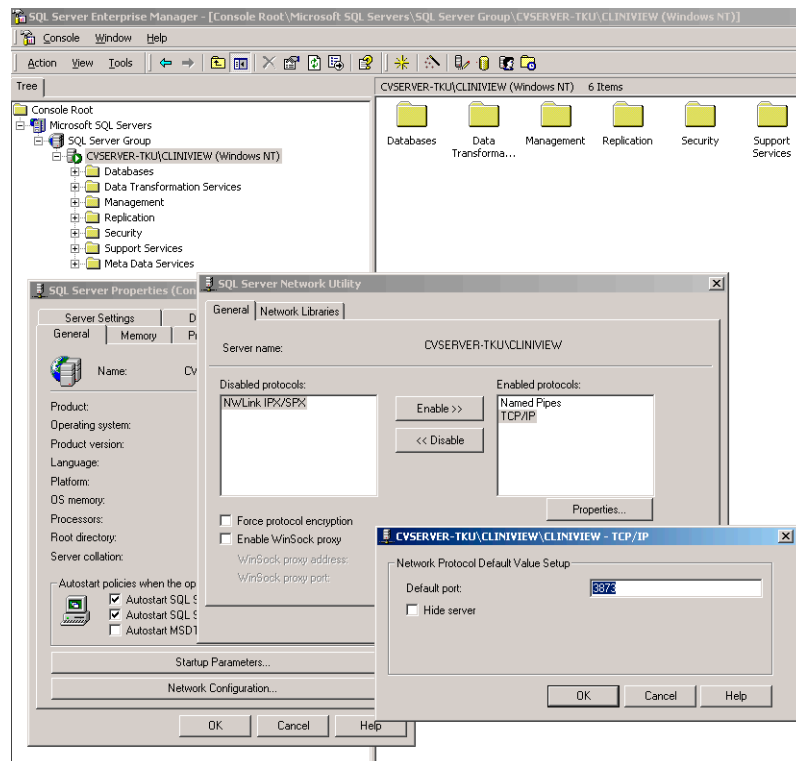 SQL Server Enterprise Manager - [Console Root\Microsoft SQL Servers\SQL Server Group\CVSERVER-TKU\CLINIVIEW (Windows NT)]
Console Window Help
Action View Tools
Tree
CVSERVER-TKU\CLINIVIEW (Windows NT) 6 Items
Console Root
Microsoft SQL Servers
SQL Server Group
CVSERVER-TKU\CLINIVIEW (Windows NT)
Databases
Data Transformation Services
Management
Replication
Security
Support Services
Meta Data Services
Databases
Data Transforma...
Management
Replication
Security
Support Services
SQL Server Properties (Con
Server Settings D
General Memory P
Name: CV
Product:
Operating system:
Product version:
Language:
Platform:
OS memory:
Processors:
Root directory:
Server collation:
Autostart policies when the op
Autostart SQL S
Autostart SQL S
Autostart MSDT
Startup Parameters...
Network Configuration...
OK Cancel Help
SQL Server Network Utility
General Network Libraries
Server name: CVSERVER-TKU\CLINIVIEW
Disabled protocols:
NWLink IPX/SPX
Enable >>
<< Disable
Enabled protocols:
Named Pipes
TCP/IP
Properties...
Force protocol encryption
Enable WinSock proxy
WinSock proxy address:
WinSock proxy port:
CVSERVER-TKU\CLINIVIEW\CLINIVIEW - TCP/IP
Network Protocol Default Value Setup
Default port: 3873
Hide server
OK Cancel Help